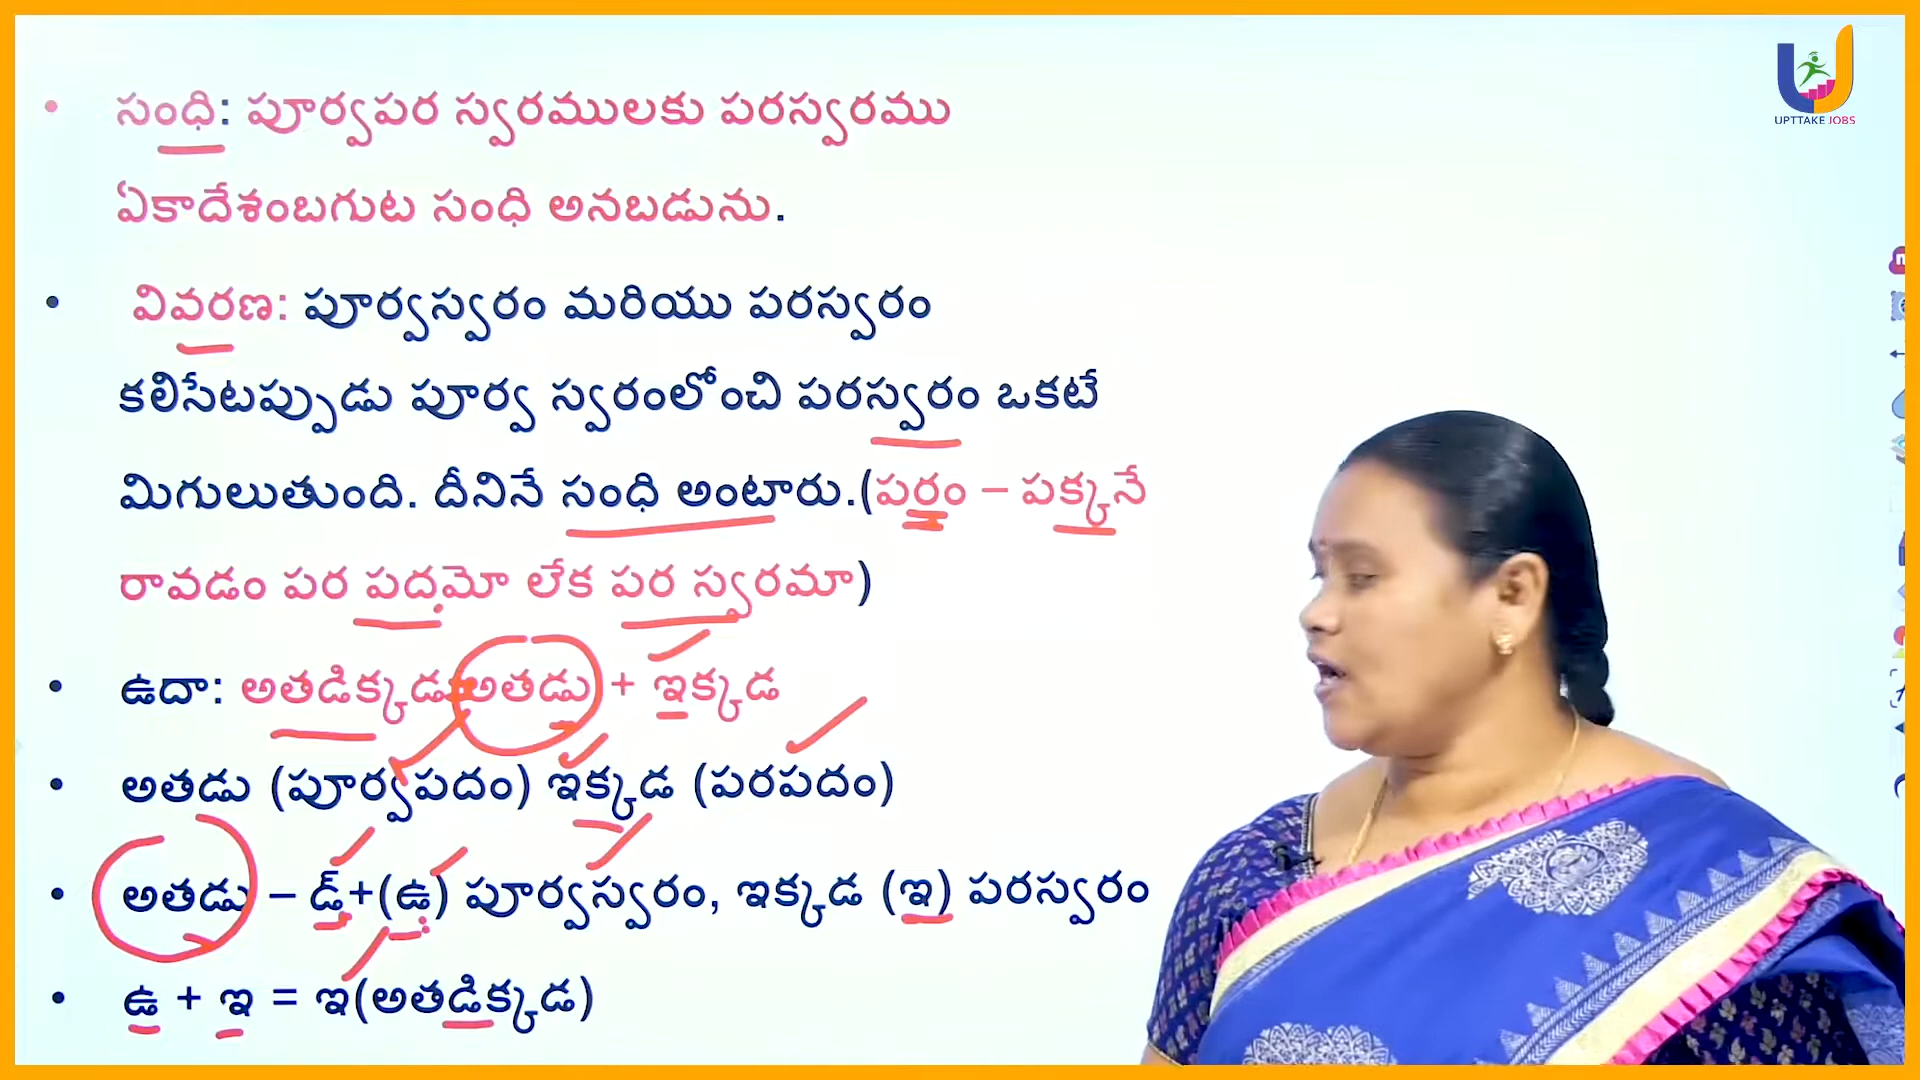 UPTTAKE JOBS
• సంధి: పూర్వపర స్వరములకు పరస్వరము
ఏకాదేశంబగుట సంధి అనబడును.
• వివరణ: పూర్వస్వరం మరియు పరస్వరం
కలిసేటప్పుడు పూర్వ స్వరంలోంచి పరస్వరం ఒకటే
మిగులుతుంది. దీనినే సంధి అంటారు.(పరం – పక్కనే
రావడం పర పదమో లేక పర స్వరమా)
• ఉదా: అతడిక్కడ అతడు + ఇక్కడ
• అతడు (పూర్వపదం) ఇక్కడ (పరపదం)
• అతడు – డ్+(ఉ) పూర్వస్వరం, ఇక్కడ (ఇ) పరస్వరం
• ఉ + ఇ = ఇ(అతడిక్కడ)